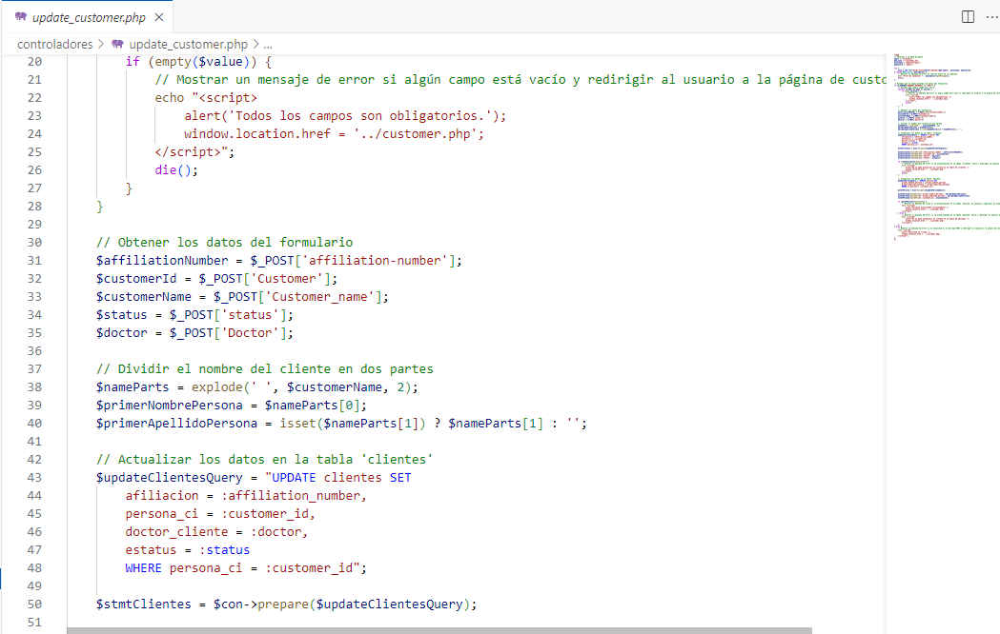 update_customer.php ×
controladores > update_customer.php > ...
20 if (empty($value)) {
21 // Mostrar un mensaje de error si algún campo está vacío y redirigir al usuario a la página de custo
22 echo "<script>
23 alert('Todos los campos son obligatorios.');
24 window.location.href = '../customer.php';
25 </script>";
26 die();
27 }
28 }
29
30 // Obtener los datos del formulario
31 $affiliationNumber = $_POST['affiliation-number'];
32 $customerId = $_POST['Customer'];
33 $customerName = $_POST['Customer_name'];
34 $status = $_POST['status'];
35 $doctor = $_POST['Doctor'];
36
37 // Dividir el nombre del cliente en dos partes
38 $nameParts = explode(' ', $customerName, 2);
39 $primerNombrePersona = $nameParts[0];
40 $primerApellidoPersona = isset($nameParts[1]) ? $nameParts[1] : '';
41
42 // Actualizar los datos en la tabla 'clientes'
43 $updateClientesQuery = "UPDATE clientes SET
44 afiliacion = :affiliation_number,
45 persona_ci = :customer_id,
46 doctor_cliente = :doctor,
47 estatus = :status
48 WHERE persona_ci = :customer_id";
49
50 $stmtClientes = $con->prepare($updateClientesQuery);
51